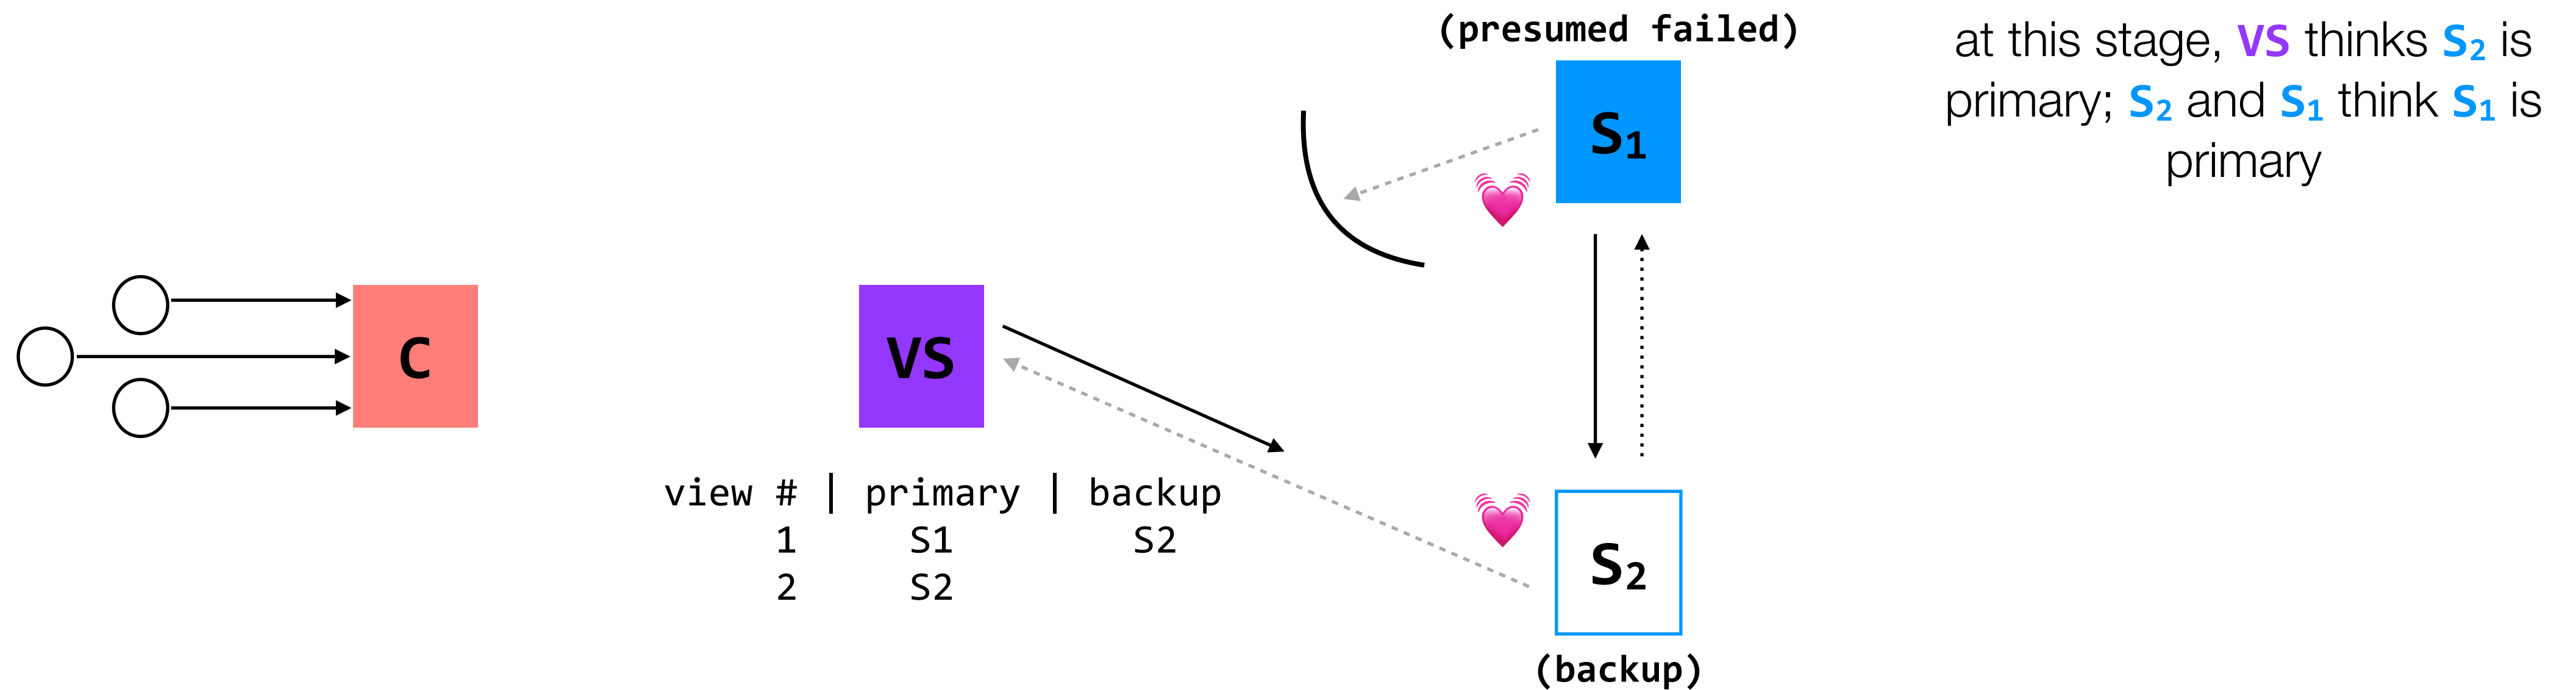 (presumed failed)
at this stage, VS thinks S₂ is
primary; S₂ and S₁ think S₁ is
primary
S₁
C
VS
view # | primary | backup
1 S1 S2
2 S2
S₂
(backup)